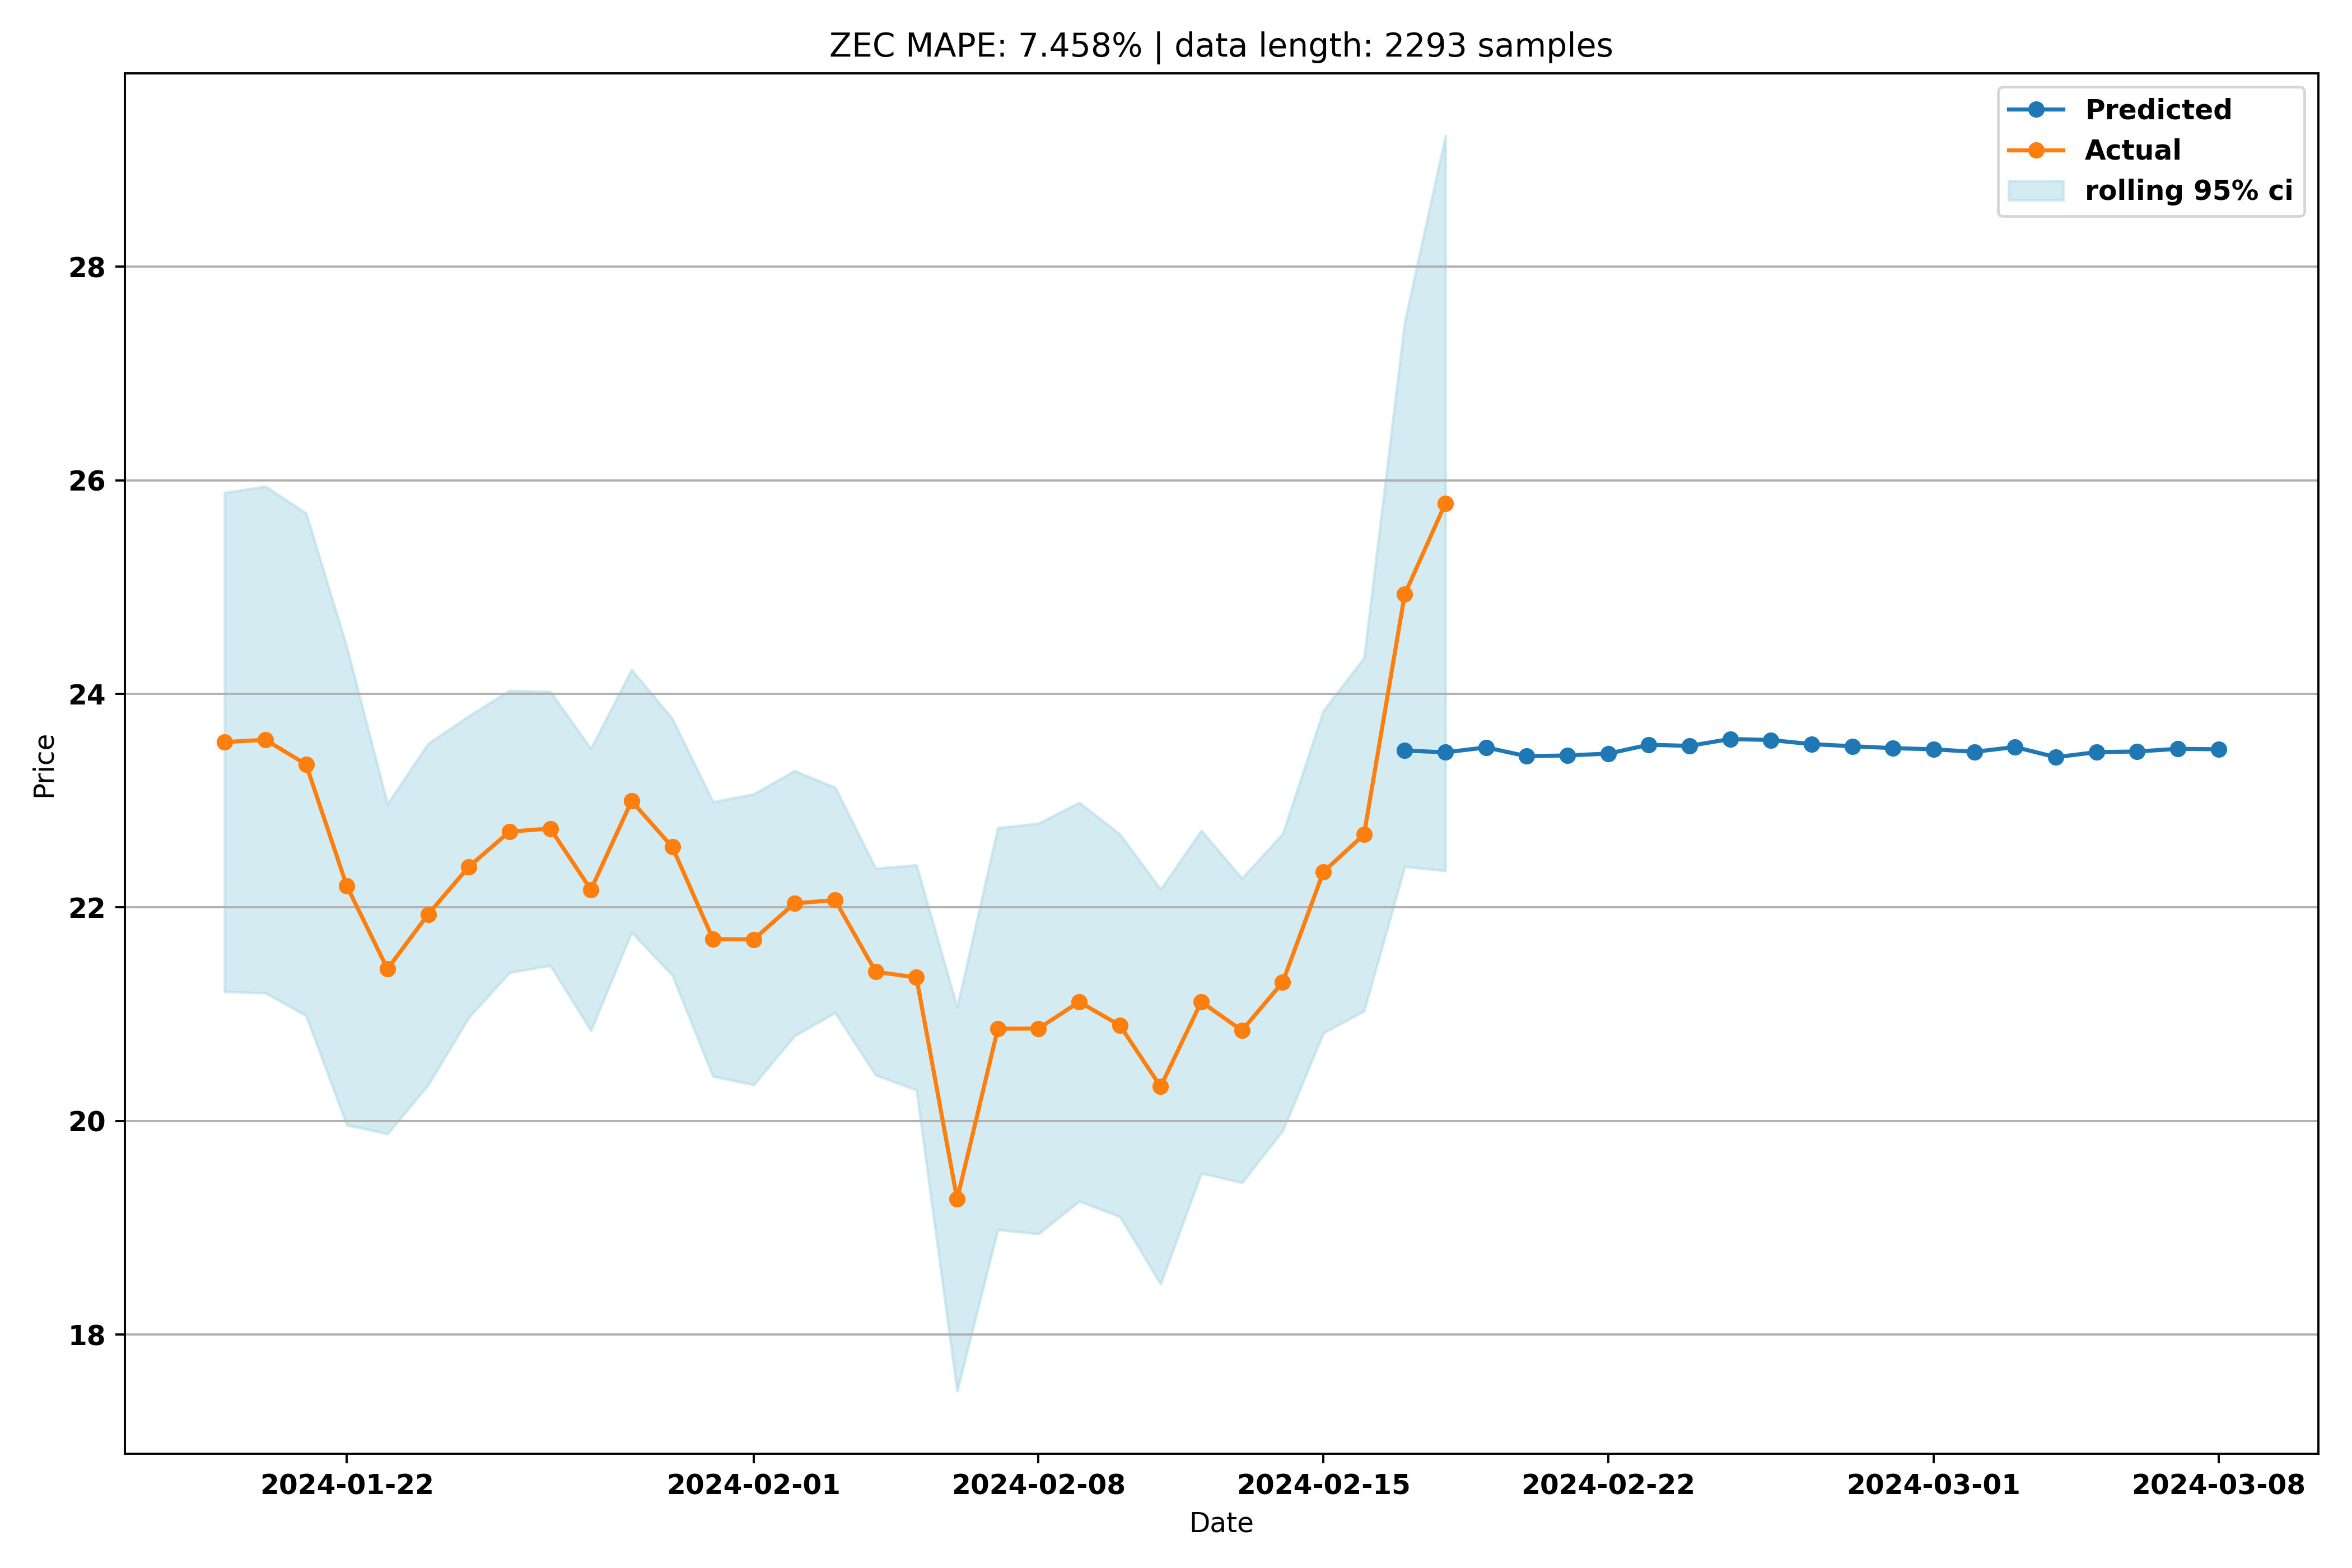 ZEC MAPE: 7.458% | data length: 2293 samples
Predicted
Actual
rolling 95% ci
28
26
24
22
20
18
Price
2024-01-22
2024-02-01
2024-02-08
2024-02-15
2024-02-22
2024-03-01
2024-03-08
Date